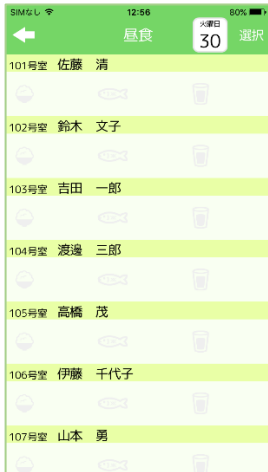 SIMなし 12:56 80%
昼食 火曜日 30 選択
101号室 佐藤 清
102号室 鈴木 文子
103号室 吉田 一郎
104号室 渡邉 三郎
105号室 高橋 茂
106号室 伊藤 千代子
107号室 山本 勇